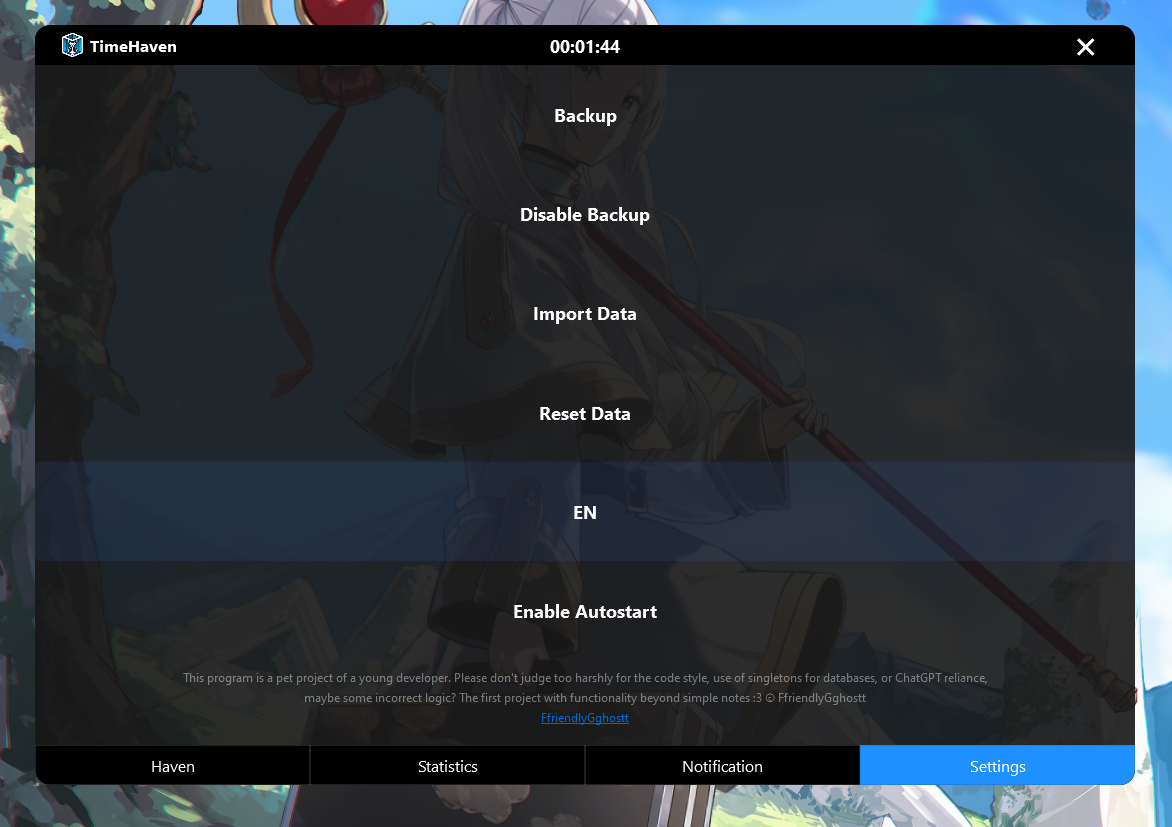 TimeHaven
00:01:44
Backup
Disable Backup
Import Data
Reset Data
EN
Enable Autostart
This program is a pet project of a young developer. Please don't judge too harshly for the code style, use of singletons for databases, or ChatGPT reliance,
maybe some incorrect logic? The first project with functionality beyond simple notes :3 © FfriendlyGghostt
FfriendlyGghostt
Haven
Statistics
Notification
Settings